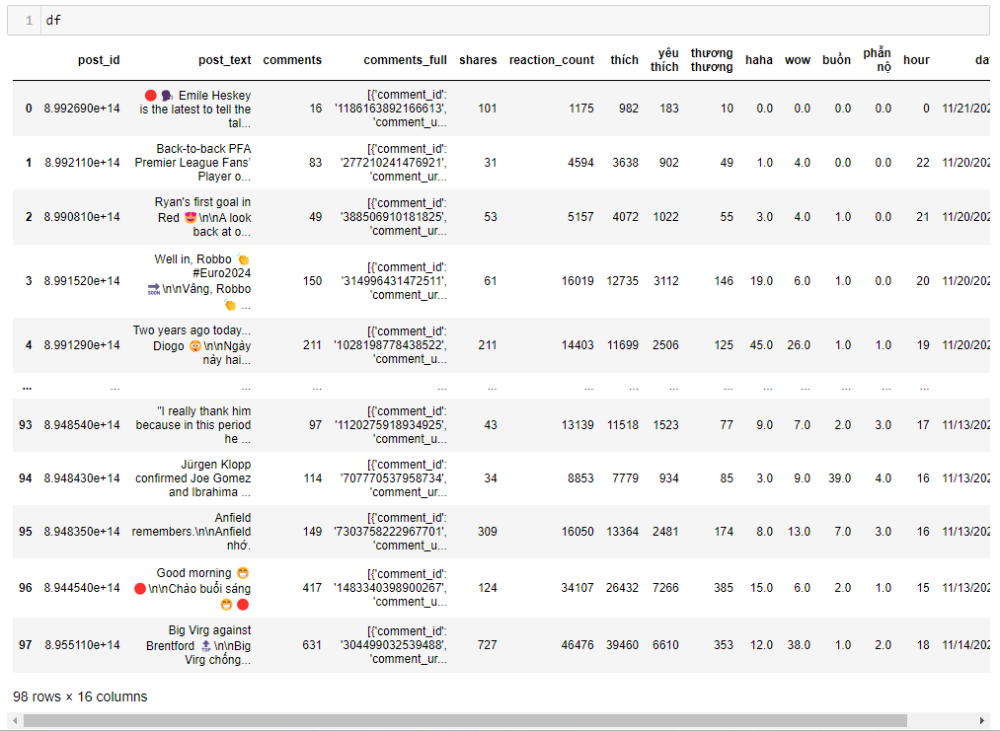 1 df
post_id post_text comments comments_full shares reaction_count thích yêu thích thương thương haha wow buồn phẫn nộ hour da
0 8.992690e+14 🔴 🗣️ Emile Heskey is the latest to tell the tal... 16 [{'comment_id': '1186163892166613', 'comment_u... 101 1175 982 183 10 0.0 0.0 0.0 0.0 0 11/21/202
1 8.992110e+14 Back-to-back PFA Premier League Fans' Player o... 83 [{'comment_id': '277210241476921', 'comment_ur... 31 4594 3638 902 49 1.0 4.0 0.0 0.0 22 11/20/202
2 8.990810e+14 Ryan's first goal in Red 😍\n\nA look back at o... 49 [{'comment_id': '388506910181825', 'comment_ur... 53 5157 4072 1022 55 3.0 4.0 1.0 0.0 21 11/20/202
3 8.991520e+14 Well in, Robbo 👏 #Euro2024 🔜\n\nVâng, Robbo 👏 ... 150 [{'comment_id': '314996431472511', 'comment_ur... 61 16019 12735 3112 146 19.0 6.0 1.0 0.0 20 11/20/202
4 8.991290e+14 Two years ago today... Diogo 🤫\n\nNgày này hai... 211 [{'comment_id': '1028198778438522', 'comment_u... 211 14403 11699 2506 125 45.0 26.0 1.0 1.0 19 11/20/202
... ... ... ... ... ... ... ... ... ... ... ... ... ... ...
93 8.948540e+14 "I really thank him because in this period he ... 97 [{'comment_id': '1120275918934925', 'comment_u... 43 13139 11518 1523 77 9.0 7.0 2.0 3.0 17 11/13/202
94 8.948430e+14 Jürgen Klopp confirmed Joe Gomez and Ibrahima ... 114 [{'comment_id': '707770537958734', 'comment_ur... 34 8853 7779 934 85 3.0 9.0 39.0 4.0 16 11/13/202
95 8.948350e+14 Anfield remembers.\n\nAnfield nhớ. 149 [{'comment_id': '7303758222967701', 'comment_u... 309 16050 13364 2481 174 8.0 13.0 7.0 3.0 16 11/13/202
96 8.944540e+14 Good morning 😁 🔴\n\nChào buổi sáng 😁 🔴 417 [{'comment_id': '1483340398900267', 'comment_u... 124 34107 26432 7266 385 15.0 6.0 2.0 1.0 15 11/13/202
97 8.955110e+14 Big Virg against Brentford 🔝\n\nBig Virg chống... 631 [{'comment_id': '304499032539488', 'comment_ur... 727 46476 39460 6610 353 12.0 38.0 1.0 2.0 18 11/14/202
98 rows × 16 columns